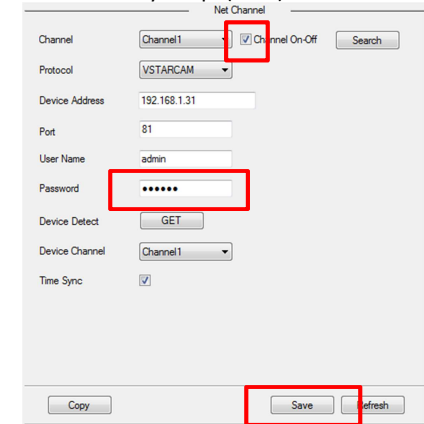 Net Channel
Channel Channel1 Channel On-Off Search
Protocol VSTARCAM
Device Address 192.168.1.31
Port 81
User Name admin
Password ••••••
Device Detect GET
Device Channel Channel1
Time Sync
Copy Save Refresh